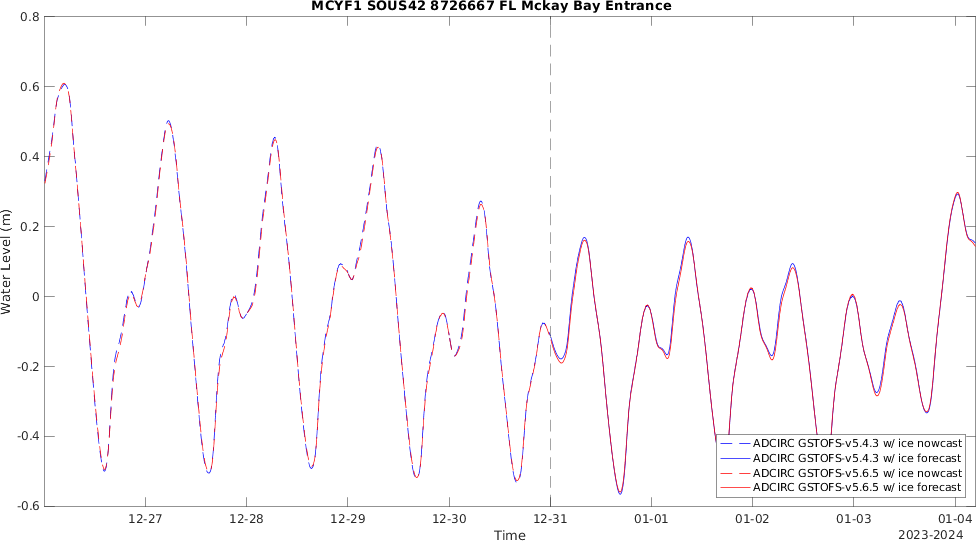 MCYF1 SOUS42 8726667 FL Mckay Bay Entrance
0.8
0.6
0.4
0.2
0
-0.2
-0.4
-0.6
Water Level (m)
ADCIRC GSTOFS-v5.4.3 w/ ice nowcast
ADCIRC GSTOFS-v5.4.3 w/ ice forecast
ADCIRC GSTOFS-v5.6.5 w/ ice nowcast
ADCIRC GSTOFS-v5.6.5 w/ ice forecast
12-27 12-28 12-29 12-30 12-31 01-01 01-02 01-03 01-04
Time
2023-2024